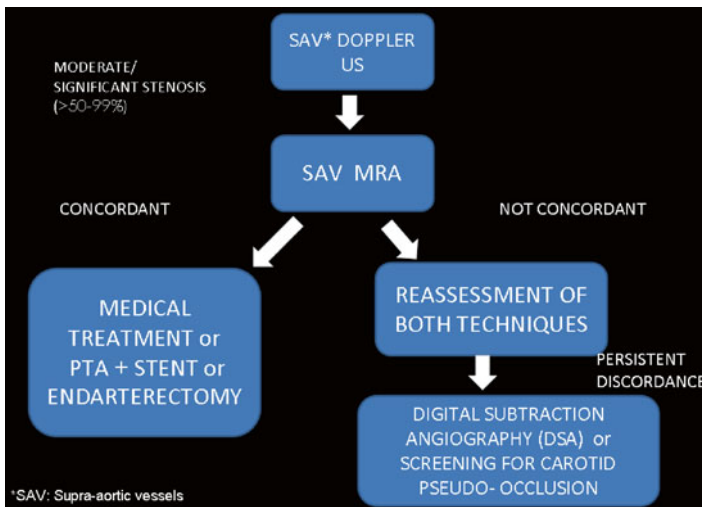 SAV* DOPPLER
US
MODERATE/
SIGNIFICANT STENOSIS
(>50-99%)
SAV MRA
CONCORDANT
NOT CONCORDANT
MEDICAL
TREATMENT or
PTA + STENT or
ENDARTERECTOMY
REASSESSMENT OF
BOTH TECHNIQUES
PERSISTENT
DISCORDANCE
DIGITAL SUBTRACTION
ANGIOGRAPHY (DSA) or
SCREENING FOR CAROTID
PSEUDO- OCCLUSION
*SAV: Supra-aortic vessels